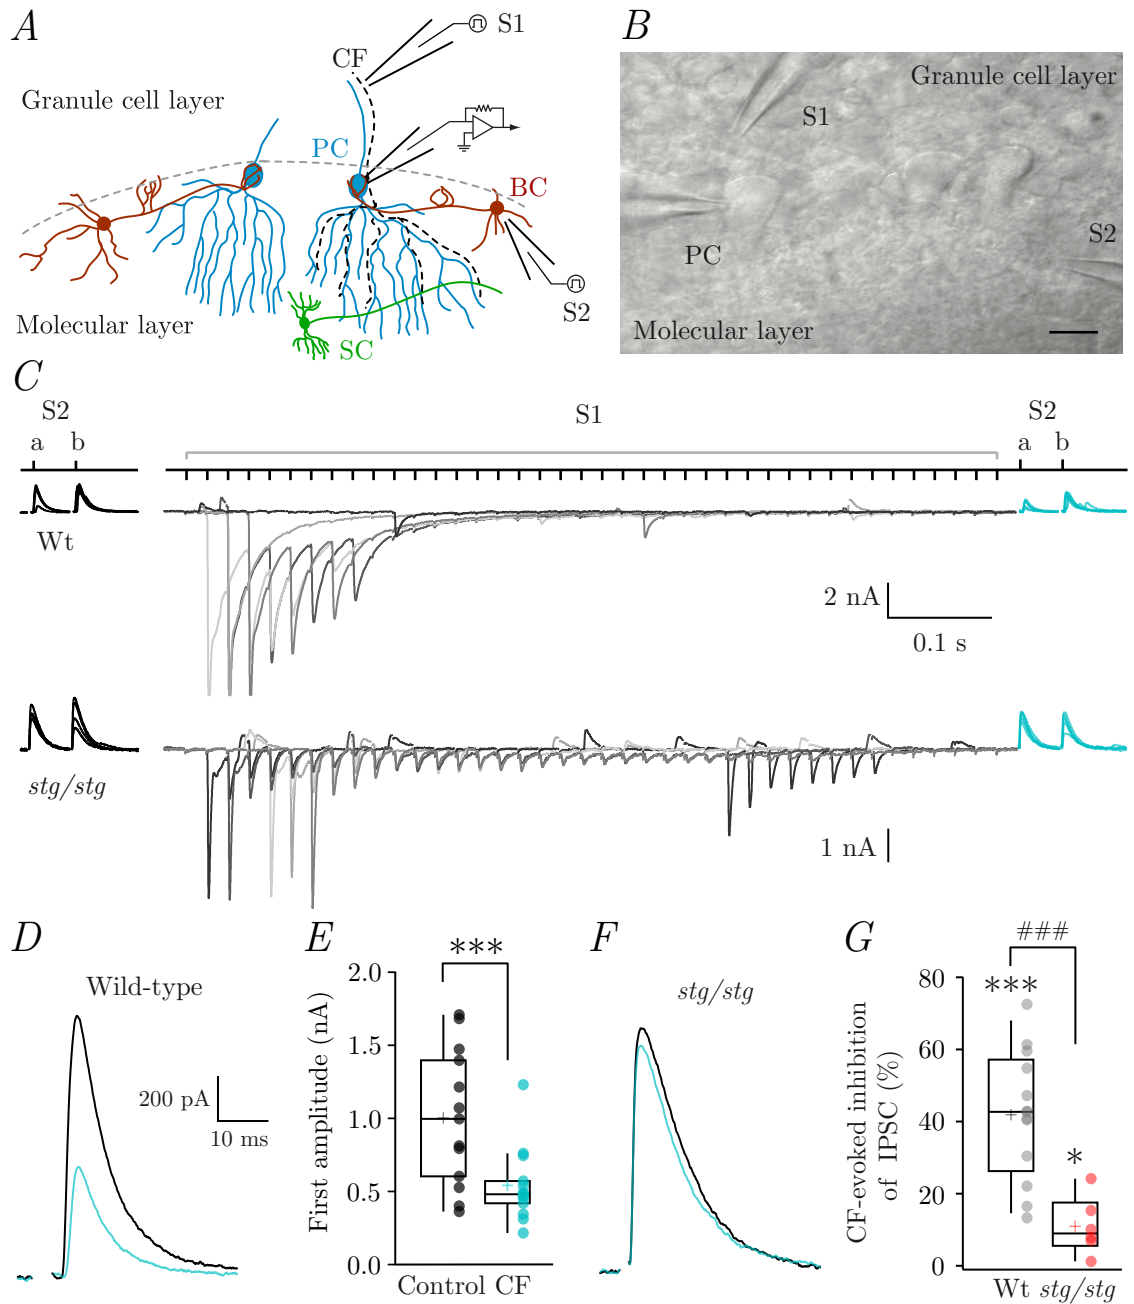 A
CF
S1
Granule cell layer
PC
BC
S2
Molecular layer
SC
B
Granule cell layer
S1
S2
PC
Molecular layer
C
S2
S1
S2
a b
a b
Wt
2 nA
0.1 s
stg/stg
1 nA
D
Wild-type
200 pA
10 ms
E
***
First amplitude (nA)
2.0
1.5
1.0
0.5
0.0
Control CF
F
stg/stg
G
###
***
*
CF-evoked inhibition
of IPSC (%)
80
60
40
20
0
Wt stg/stg